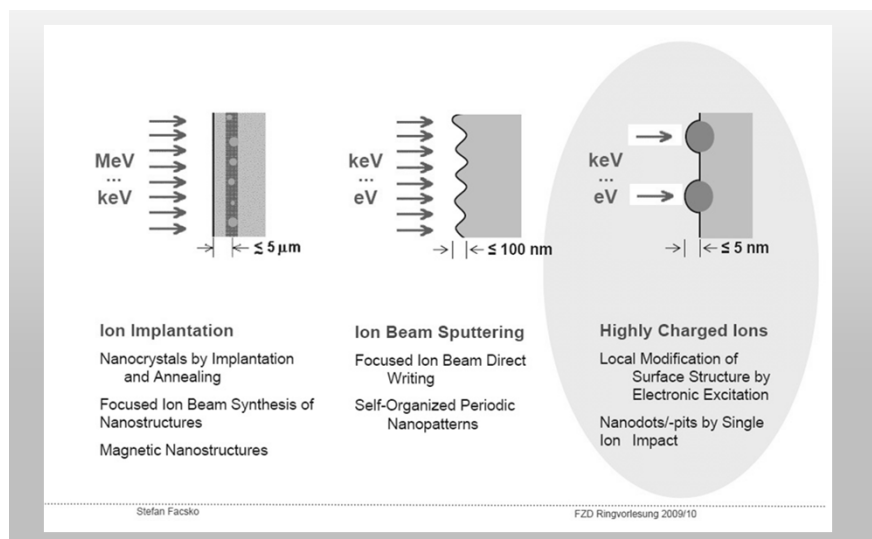 MeV
...
keV
≲ 5 µm
keV
...
eV
≤ 100 nm
keV
...
eV
≤ 5 nm
Ion Implantation
Nanocrystals by Implantation
and Annealing
Focused Ion Beam Synthesis of
Nanostructures
Magnetic Nanostructures
Ion Beam Sputtering
Focused Ion Beam Direct
Writing
Self-Organized Periodic
Nanopatterns
Highly Charged Ions
Local Modification of
Surface Structure by
Electronic Excitation
Nanodots/-pits by Single
Ion Impact
Stefan Facsko
FZD Ringvorlesung 2009/10